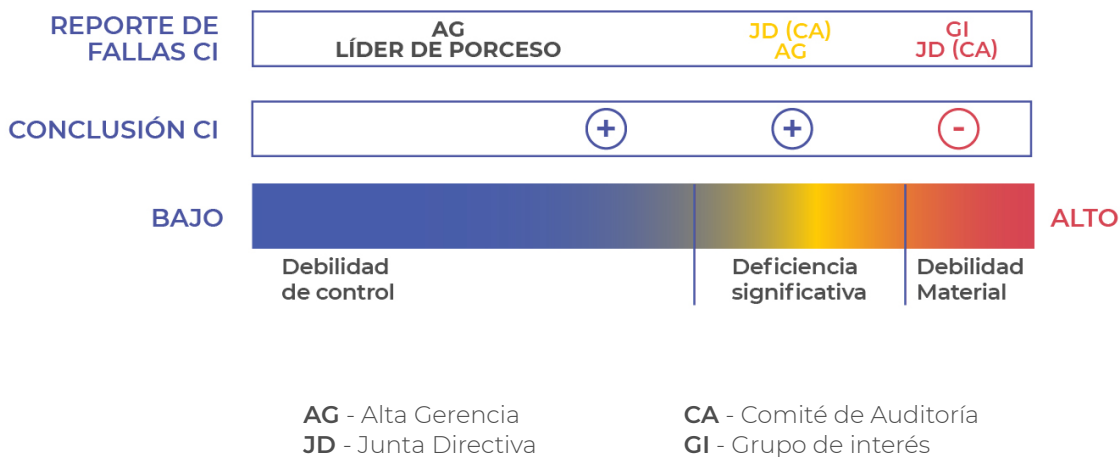 REPORTE DE
FALLAS CI
AG
LÍDER DE PORCESO
JD (CA)
AG
GI
JD (CA)
CONCLUSIÓN CI
+
+
-
BAJO
ALTO
Debilidad
de control
Deficiencia
significativa
Debilidad
Material
AG - Alta Gerencia
JD - Junta Directiva
CA - Comité de Auditoría
GI - Grupo de interés